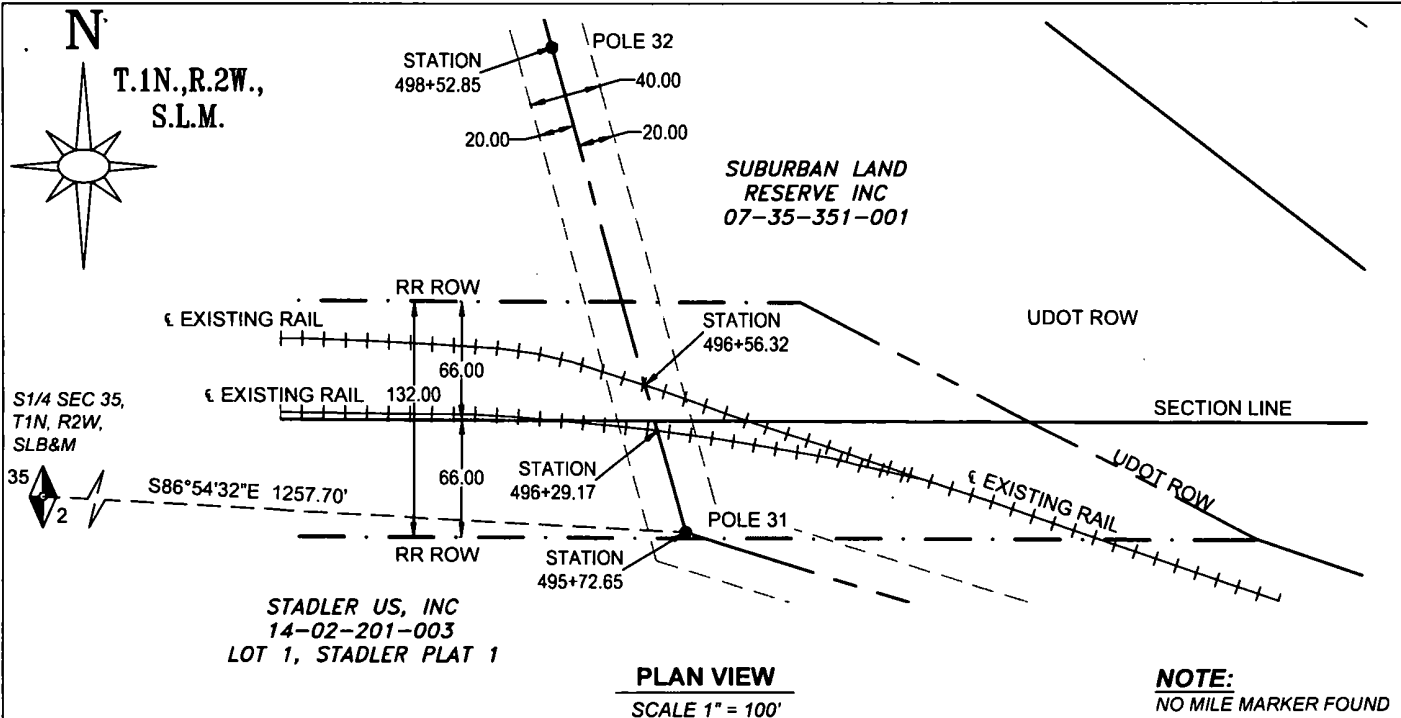 N
T.1N.,R.2W.,
S.L.M.
POLE 32
STATION
498+52.85
40.00
20.00
20.00
SUBURBAN LAND
RESERVE INC
07-35-351-001
RR ROW
℄ EXISTING RAIL
STATION
496+56.32
UDOT ROW
66.00
℄ EXISTING RAIL
132.00
SECTION LINE
S1/4 SEC 35,
T1N, R2W,
SLB&M
35
2
S86°54'32"E 1257.70'
66.00
STATION
496+29.17
℄ EXISTING RAIL
UDOT ROW
POLE 31
RR ROW
STATION
495+72.65
STADLER US, INC
14-02-201-003
LOT 1, STADLER PLAT 1
PLAN VIEW
SCALE 1" = 100'
NOTE:
NO MILE MARKER FOUND